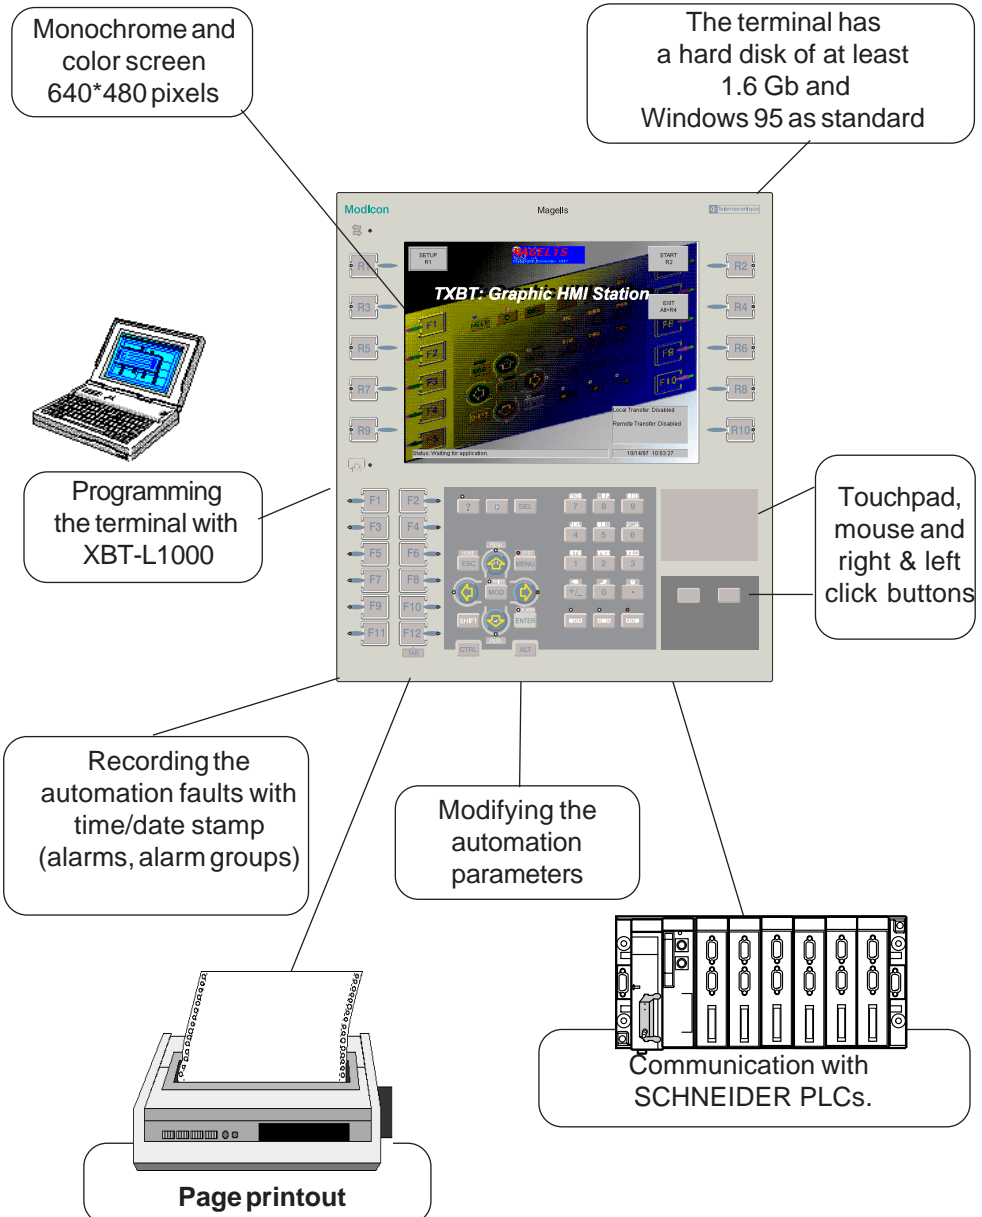 Monochrome and
color screen
640*480 pixels
The terminal has
a hard disk of at least
1.6 Gb and
Windows 95 as standard
Modicon
Magelis
Telemecanique
SETUP
R1
MAGELIS
START
R2
TXBT: Graphic HMI Station
EXIT
Alt+R4
R1
R2
R3
R4
R5
R6
R7
R8
R9
R10
F1
F2
F3
F4
F5
R8
F8
F10
HELP
Local Transfer: Disabled
Remote Transfer: Disabled
Status: Waiting for application.
10/14/97 10:03:27
Programming
the terminal with
XBT-L1000
Touchpad,
mouse and
right & left
click buttons
F1
F2
F3
F4
F5
F6
F7
F8
F9
F10
F11
F12
TAB
?
DEL
7
8
9
4
5
6
HOME
ESC
MENU
1
2
3
MOD
+/_
0
.
SHIFT
ENTER
CTRL
ALT
Recording the
automation faults with
time/date stamp
(alarms, alarm groups)
Modifying the
automation
parameters
Communication with
SCHNEIDER PLCs.
Page printout